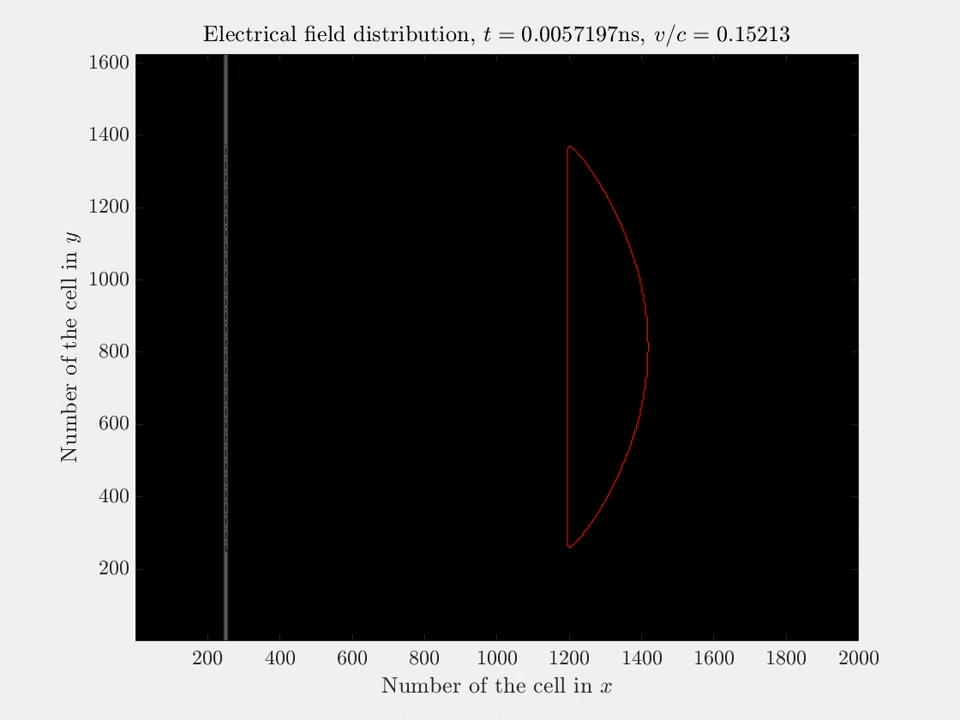 Electrical field distribution, t = 0.0057197ns, v/c = 0.15213
1600
1400
1200
1000
800
600
400
200
Number of the cell in y
200 400 600 800 1000 1200 1400 1600 1800 2000
Number of the cell in x